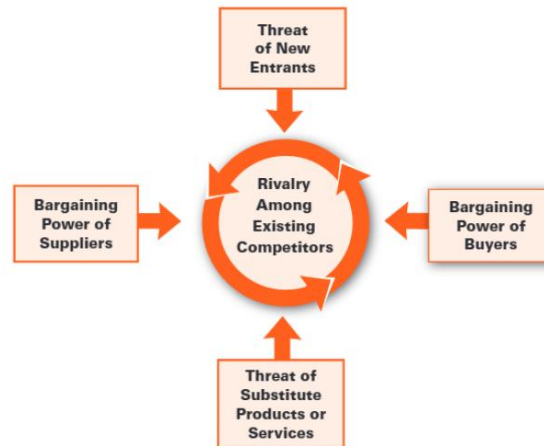 Threat
of New
Entrants
Bargaining
Power of
Suppliers
Rivalry
Among
Existing
Competitors
Bargaining
Power of
Buyers
Threat of
Substitute
Products or
Services